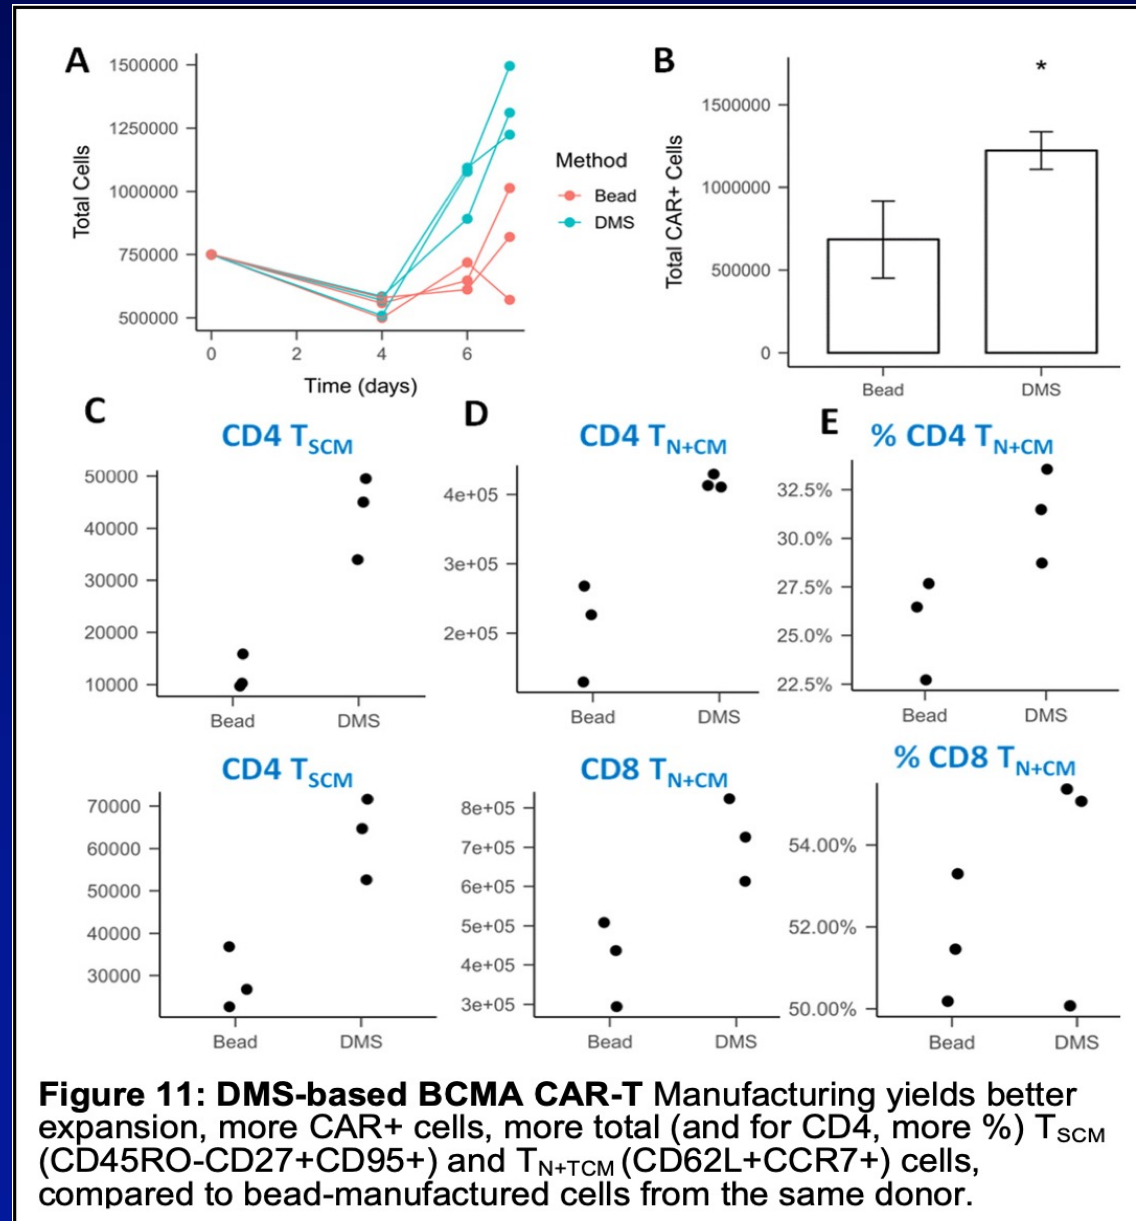 A
1500000
1250000
1000000
750000
500000
Total Cells
0 2 4 6
Time (days)
Method
Bead
DMS
B
*
1500000
1000000
500000
0
Total CAR+ Cells
Bead DMS
C
CD4 TSCM
50000
40000
30000
20000
10000
Bead DMS
D
CD4 TN+CM
4e+05
3e+05
2e+05
Bead DMS
E
% CD4 TN+CM
32.5%
30.0%
27.5%
25.0%
22.5%
Bead DMS
CD4 TSCM
70000
60000
50000
40000
30000
Bead DMS
CD8 TN+CM
8e+05
7e+05
6e+05
5e+05
4e+05
3e+05
Bead DMS
% CD8 TN+CM
54.00%
52.00%
50.00%
Bead DMS
Figure 11: DMS-based BCMA CAR-T Manufacturing yields better
expansion, more CAR+ cells, more total (and for CD4, more %) TSCM
(CD45RO-CD27+CD95+) and TN+TCM (CD62L+CCR7+) cells,
compared to bead-manufactured cells from the same donor.